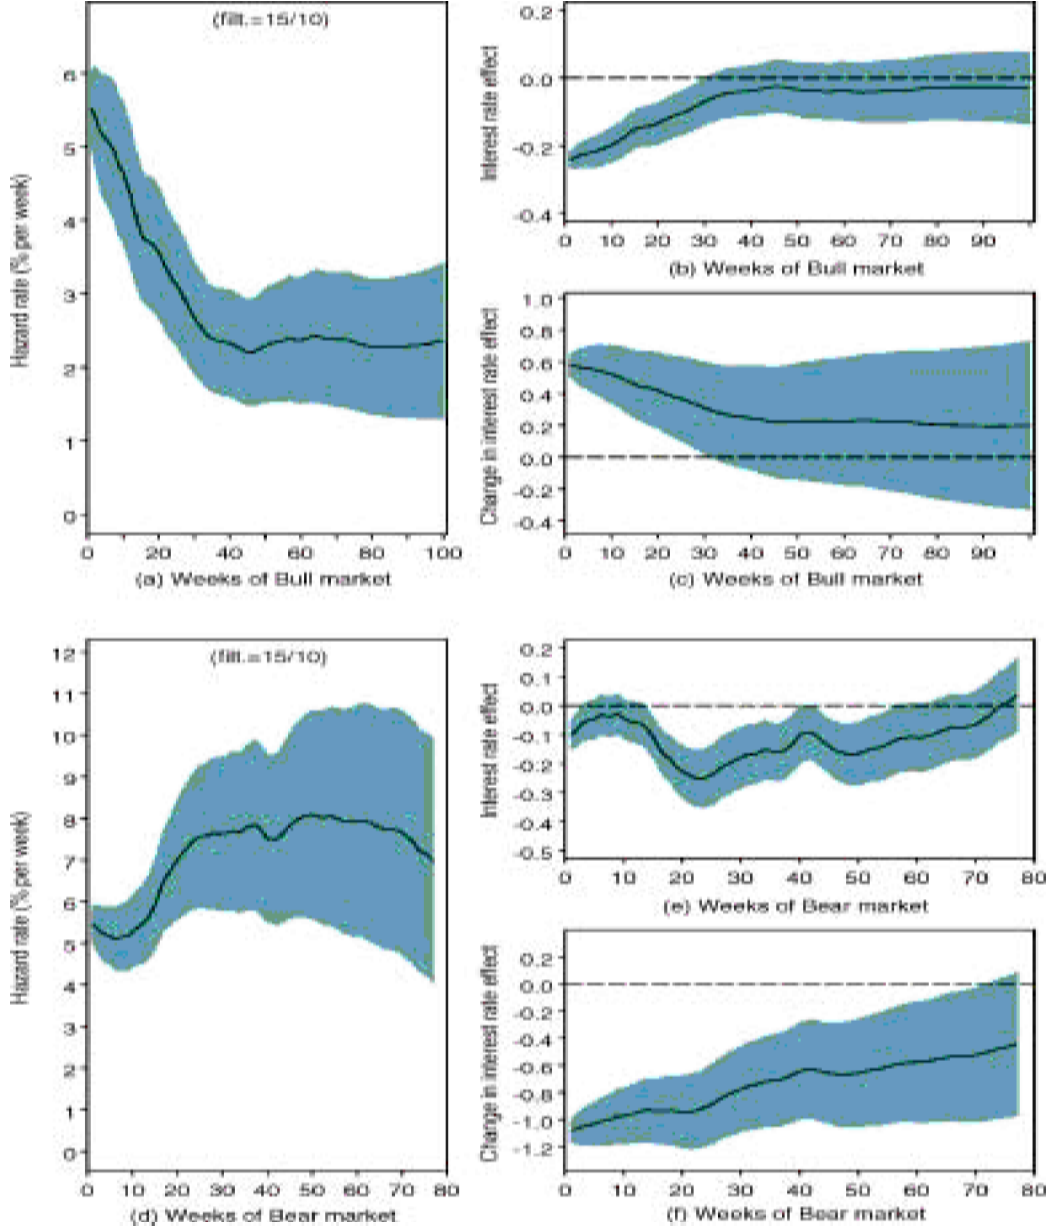 (filt.=15/10)
Hazard rate (% per week)
6
5
4
3
2
1
0
0 20 40 60 80 100
(a) Weeks of Bull market
Interest rate effect
0.2
0.0
-0.2
-0.4
0 10 20 30 40 50 60 70 80 90
(b) Weeks of Bull market
Change in interest rate effect
1.0
0.8
0.6
0.4
0.2
0.0
-0.2
-0.4
0 10 20 30 40 50 60 70 80 90
(c) Weeks of Bull market
(filt.=15/10)
Hazard rate (% per week)
12
11
10
9
8
7
6
5
4
3
2
1
0
0 10 20 30 40 50 60 70 80
(d) Weeks of Bear market
Interest rate effect
0.2
0.1
0.0
-0.1
-0.2
-0.3
-0.4
-0.5
0 10 20 30 40 50 60 70 80
(e) Weeks of Bear market
Change in interest rate effect
0.2
0.0
-0.2
-0.4
-0.6
-0.8
-1.0
-1.2
0 10 20 30 40 50 60 70 80
(f) Weeks of Bear market